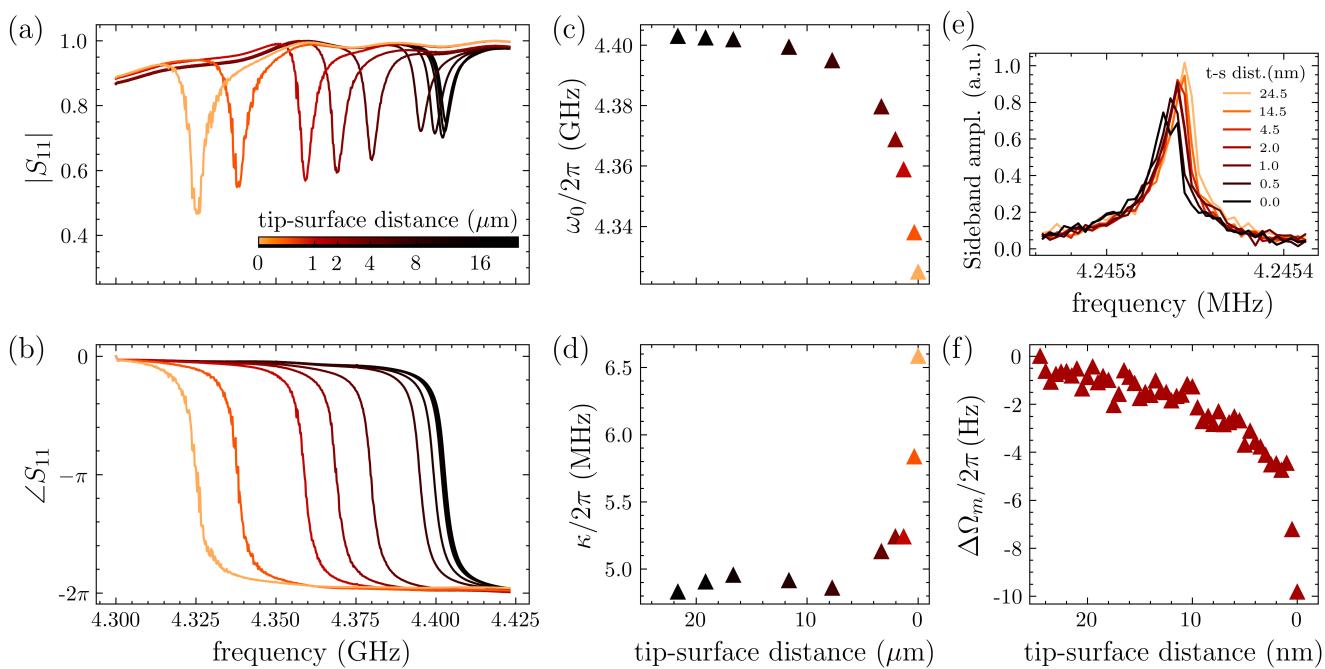 (a)
1.0
0.8
0.6
0.4
|S₁₁|
tip-surface distance (μm)
0 1 2 4 8 16
(b)
0
−π
-2π
∠S₁₁
4.300 4.325 4.350 4.375 4.400 4.425
frequency (GHz)
(c)
4.40
4.38
4.36
4.34
ω₀/2π (GHz)
(d)
6.5
6.0
5.5
5.0
κ/2π (MHz)
20 10 0
tip-surface distance (μm)
(e)
1.0
0.8
0.6
0.4
0.2
0.0
Sideband ampl. (a.u.)
t-s dist.(nm)
24.5
14.5
4.5
2.0
1.0
0.5
0.0
4.2453 4.2454
frequency (MHz)
(f)
0
-2
-4
-6
-8
-10
ΔΩₘ/2π (Hz)
20 10 0
tip-surface distance (nm)